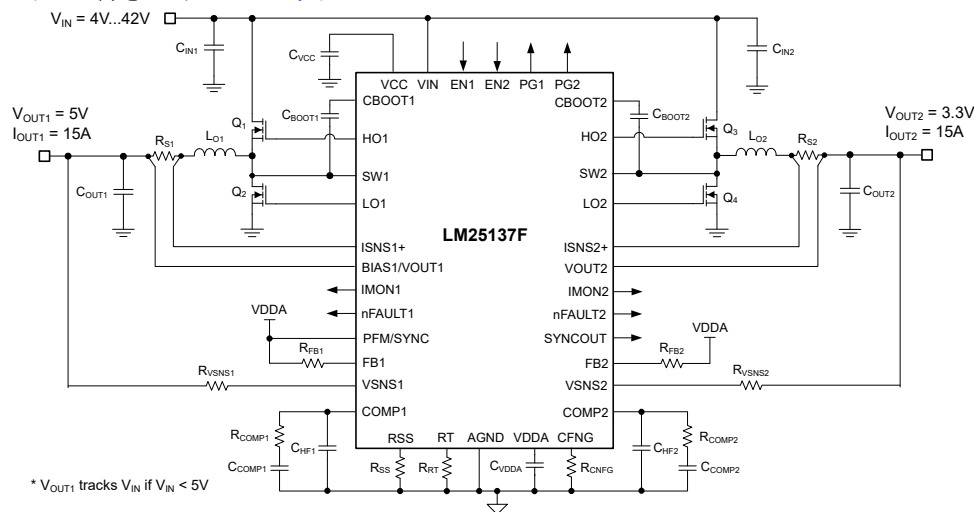 V_IN = 4V...42V
C_IN1
C_VCC
C_IN2
VCC
VIN
EN1
EN2
PG1
PG2
CBOOT1
CBOOT2
C_BOOT1
C_BOOT2
V_OUT1 = 5V
I_OUT1 = 15A
V_OUT2 = 3.3V
I_OUT2 = 15A
Q_1
HO1
HO2
Q_3
R_S1
L_O1
L_O2
R_S2
SW1
SW2
C_OUT1
Q_2
LO1
LO2
Q_4
C_OUT2
LM25137F
ISNS1+
ISNS2+
BIAS1/VOUT1
VOUT2
IMON1
IMON2
VDDA
nFAULT1
nFAULT2
VDDA
PFM/SYNC
SYNCOUT
R_FB1
FB1
FB2
R_FB2
R_VSNS1
VSNS1
VSNS2
R_VSNS2
COMP1
COMP2
R_COMP1
C_HF1
RSS
RT
AGND
VDDA
CFNG
C_HF2
R_COMP2
C_COMP1
R_SS
R_RT
C_VDDA
R_CNFG
C_COMP2
* V_OUT1 tracks V_IN if V_IN < 5V